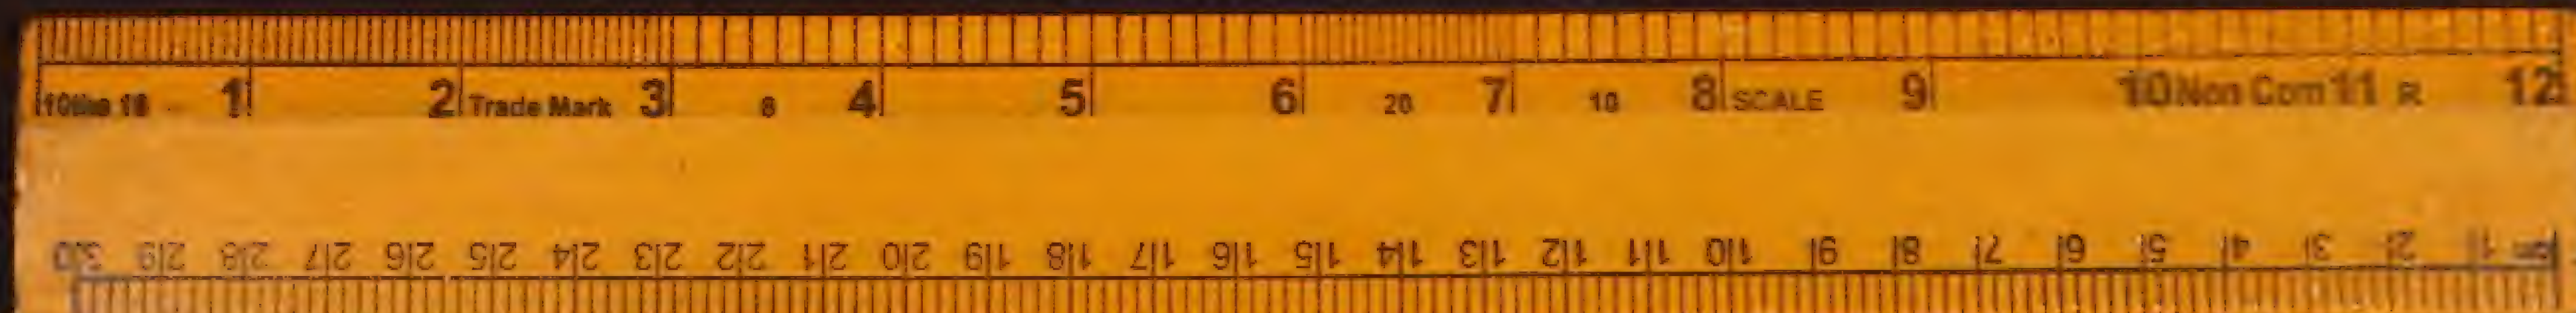 10ths 16 1 2 Trade Mark 3 8 4 5 6 20 7 10 8 SCALE 9 10 Non Com 11 R 12
cm 1 2 3 4 5 6 7 8 9 10 11 12 13 14 15 16 17 18 19 20 21 22 23 24 25 26 27 28 29 30